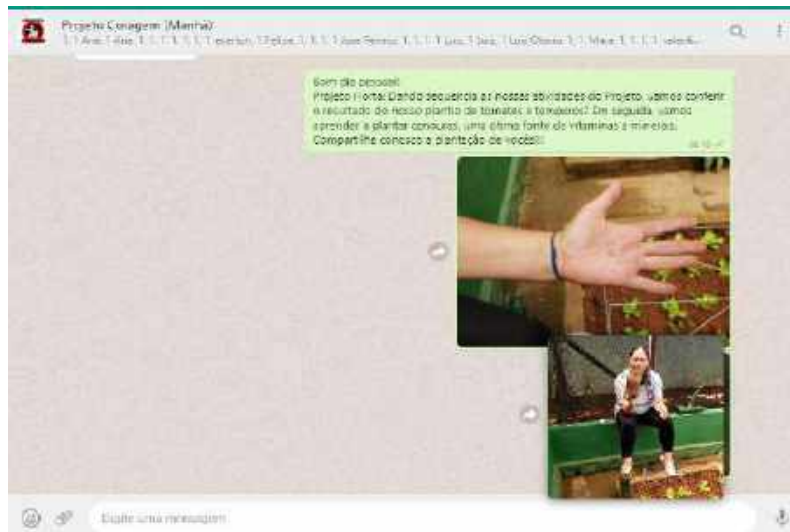 Projeto Coragem (Manhã)
Bom dia pessoal!
Projeto Horta: Dando sequencia as nossas atividades do Projeto, vamos conferir
o resultado do nosso plantio de tomates e temperos? Em seguida, vamos
aprender a plantar cenouras, uma ótima fonte de vitaminas e minerais.
Compartilhe conosco a plantação de vocês!!!
Digite uma mensagem